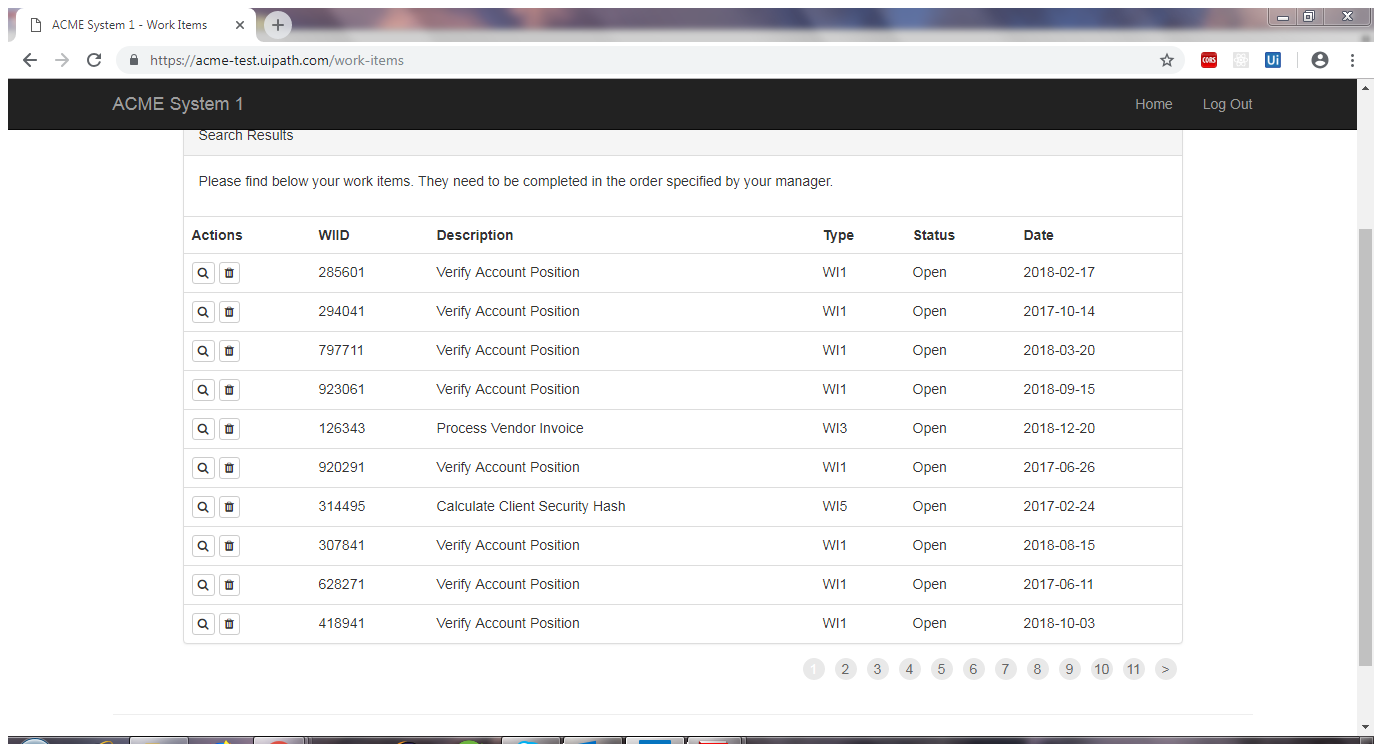 ACME System 1 - Work Items
https://acme-test.uipath.com/work-items
CORS
Ui
ACME System 1 Home Log Out
Search Results
Please find below your work items. They need to be completed in the order specified by your manager.
Actions WIID Description Type Status Date
285601 Verify Account Position WI1 Open 2018-02-17
294041 Verify Account Position WI1 Open 2017-10-14
797711 Verify Account Position WI1 Open 2018-03-20
923061 Verify Account Position WI1 Open 2018-09-15
126343 Process Vendor Invoice WI3 Open 2018-12-20
920291 Verify Account Position WI1 Open 2017-06-26
314495 Calculate Client Security Hash WI5 Open 2017-02-24
307841 Verify Account Position WI1 Open 2018-08-15
628271 Verify Account Position WI1 Open 2017-06-11
418941 Verify Account Position WI1 Open 2018-10-03
1 2 3 4 5 6 7 8 9 10 11 >